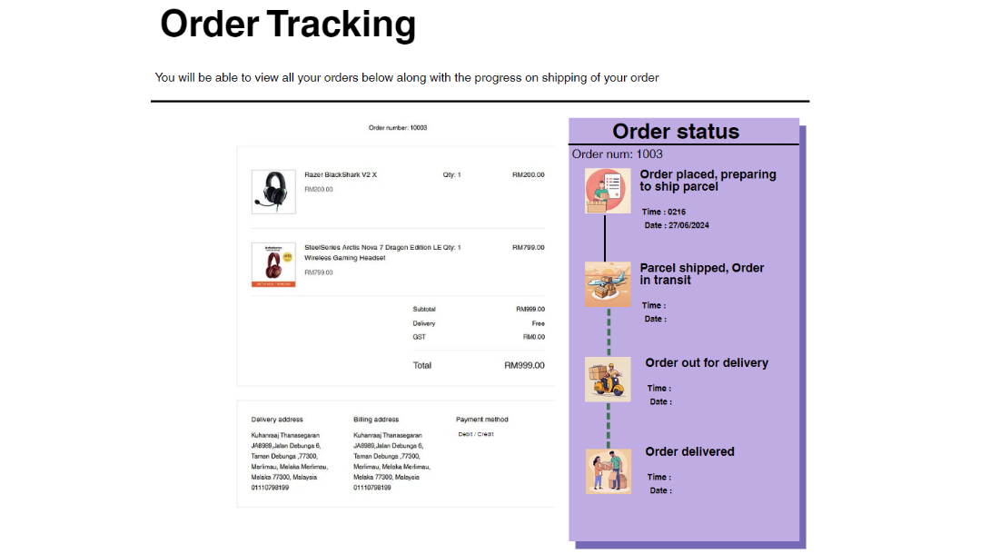 Order Tracking
You will be able to view all your orders below along with the progress on shipping of your order
Order number: 10003
Razer BlackShark V2 X Qty: 1 RM200.00
RM200.00
SteelSeries Arctis Nova 7 Dragon Edition LE Qty: 1 RM799.00
Wireless Gaming Headset
RM799.00
Subtotal RM999.00
Delivery Free
GST RM0.00
Total RM999.00
Delivery address
Kuhanraaj Thanasegaran
JA8989,Jalan Debunga 6,
Taman Debunga ,77300,
Merlimau, Melaka Merlimau,
Melaka 77300, Malaysia
01110798199
Billing address
Kuhanraaj Thanasegaran
JA8989,Jalan Debunga 6,
Taman Debunga ,77300,
Merlimau, Melaka Merlimau,
Melaka 77300, Malaysia
01110798199
Payment method
Debit / Credit
Order status
Order num: 1003
Order placed, preparing
to ship parcel
Time : 0216
Date : 27/06/2024
Parcel shipped, Order
in transit
Time :
Date :
Order out for delivery
Time :
Date :
Order delivered
Time :
Date :